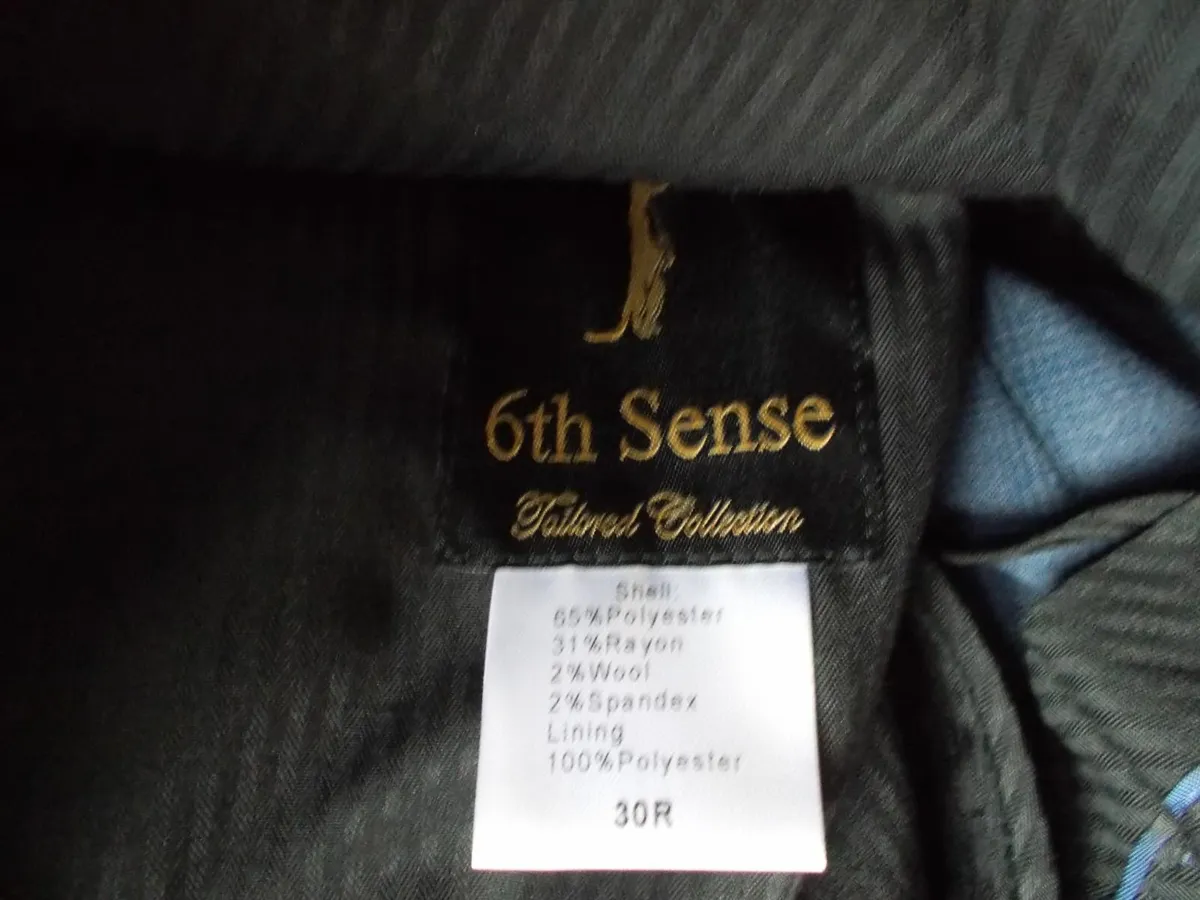 6th Sense
Tailored Collection
Shell:
65%Polyester
31%Rayon
2%Wool
2%Spandex
Lining
100%Polyester
30R